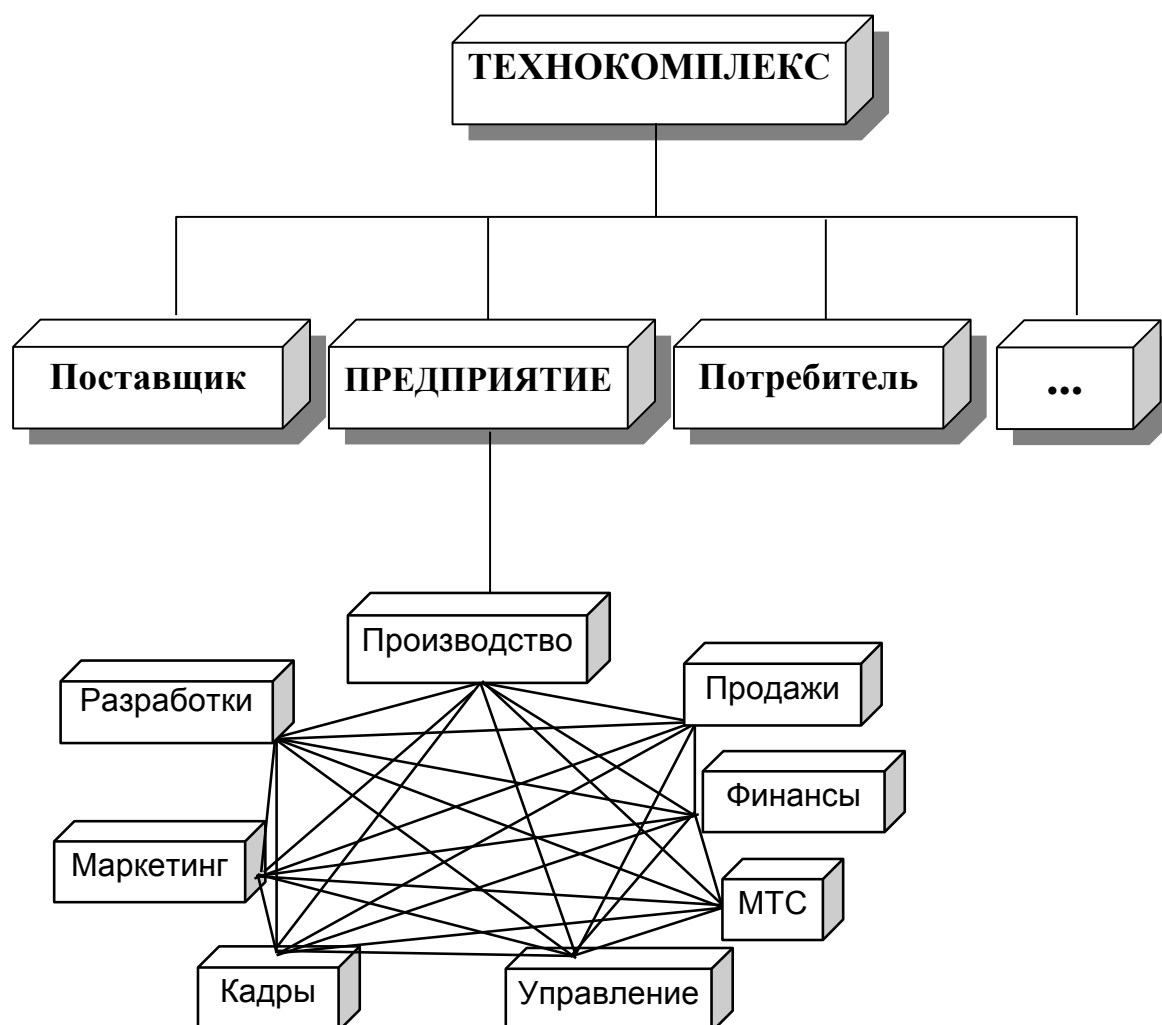 ТЕХНОКОМПЛЕКС
Поставщик
ПРЕДПРИЯТИЕ
Потребитель
...
Производство
Разработки
Продажи
Финансы
Маркетинг
МТС
Кадры
Управление